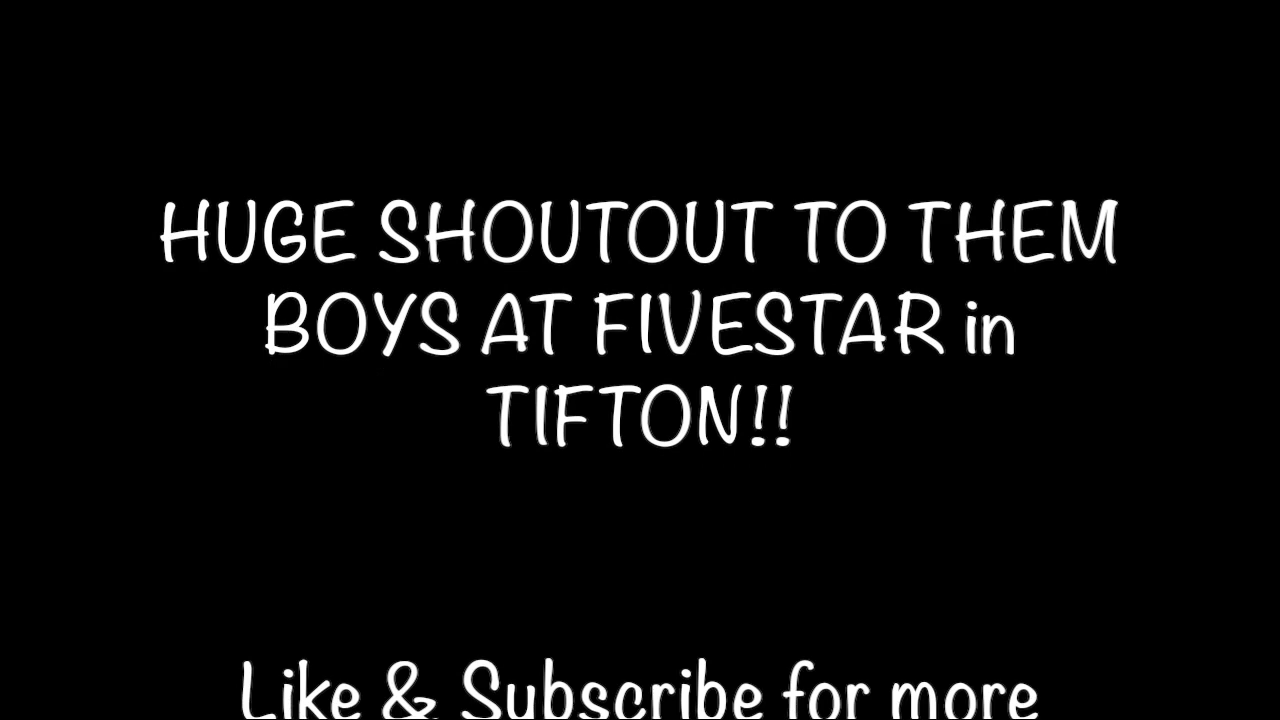 HUGE SHOUTOUT TO THEM
BOYS AT FIVESTAR in
TIFTON!!
Like & Subscribe for more